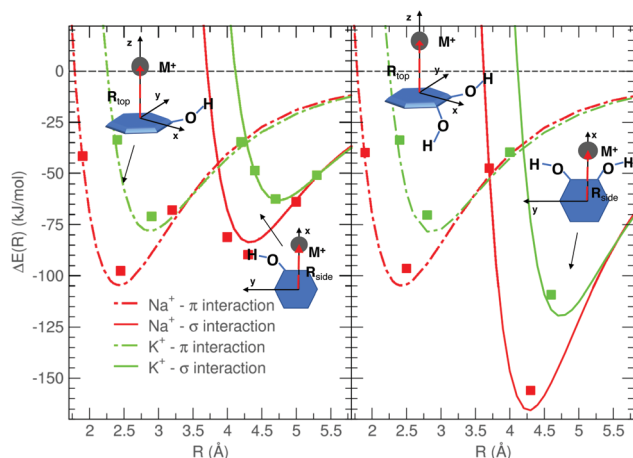 z
M⁺
R_top
y
H
O
x
x
M⁺
H
O
R_side
y
Na⁺ - π interaction
Na⁺ - σ interaction
K⁺ - π interaction
K⁺ - σ interaction
z
M⁺
R_top
y
H
O
x
O
H
x
M⁺
H
H
O
O
R_side
y
0
-25
-50
-75
-100
-125
-150
ΔE(R) (kJ/mol)
2 2.5 3 3.5 4 4.5 5 5.5
R (Å)
2 2.5 3 3.5 4 4.5 5 5.5
R (Å)